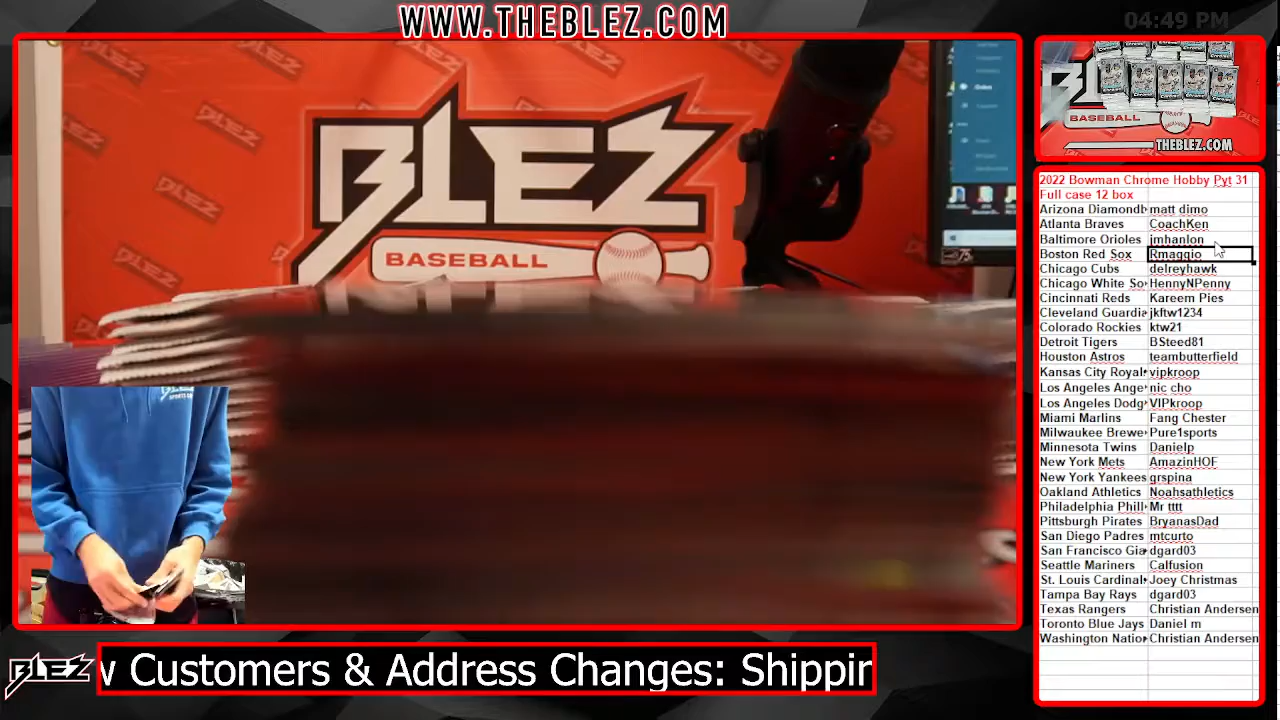 WWW.THEBLEZ.COM
04:49 PM
BLEZ
BASEBALL
BASEBALL
THEBLEZ.COM
2022 Bowman Chrome Hobby Pyt 31
Full case 12 box
Arizona Diamondb matt dimo
Atlanta Braves CoachKen
Baltimore Orioles jmhanlon
Boston Red Sox Rmaggio
Chicago Cubs delreyhawk
Chicago White So HennyNPenny
Cincinnati Reds Kareem Pies
Cleveland Guardia jkftw1234
Colorado Rockies ktw21
Detroit Tigers BSteed81
Houston Astros teambutterfield
Kansas City Royal vipkroop
Los Angeles Ange nic cho
Los Angeles Dodg VIPkroop
Miami Marlins Fang Chester
Milwaukee Brewe Pure1sports
Minnesota Twins Danielp
New York Mets AmazinHOF
New York Yankees grspina
Oakland Athletics Noahsathletics
Philadelphia Phill Mr tttt
Pittsburgh Pirates BryanasDad
San Diego Padres mtcurto
San Francisco Gia dgard03
Seattle Mariners Calfusion
St. Louis Cardinal Joey Christmas
Tampa Bay Rays dgard03
Texas Rangers Christian Andersen
Toronto Blue Jays Daniel m
Washington Natio Christian Andersen
BLEZ
w Customers & Address Changes: Shippin